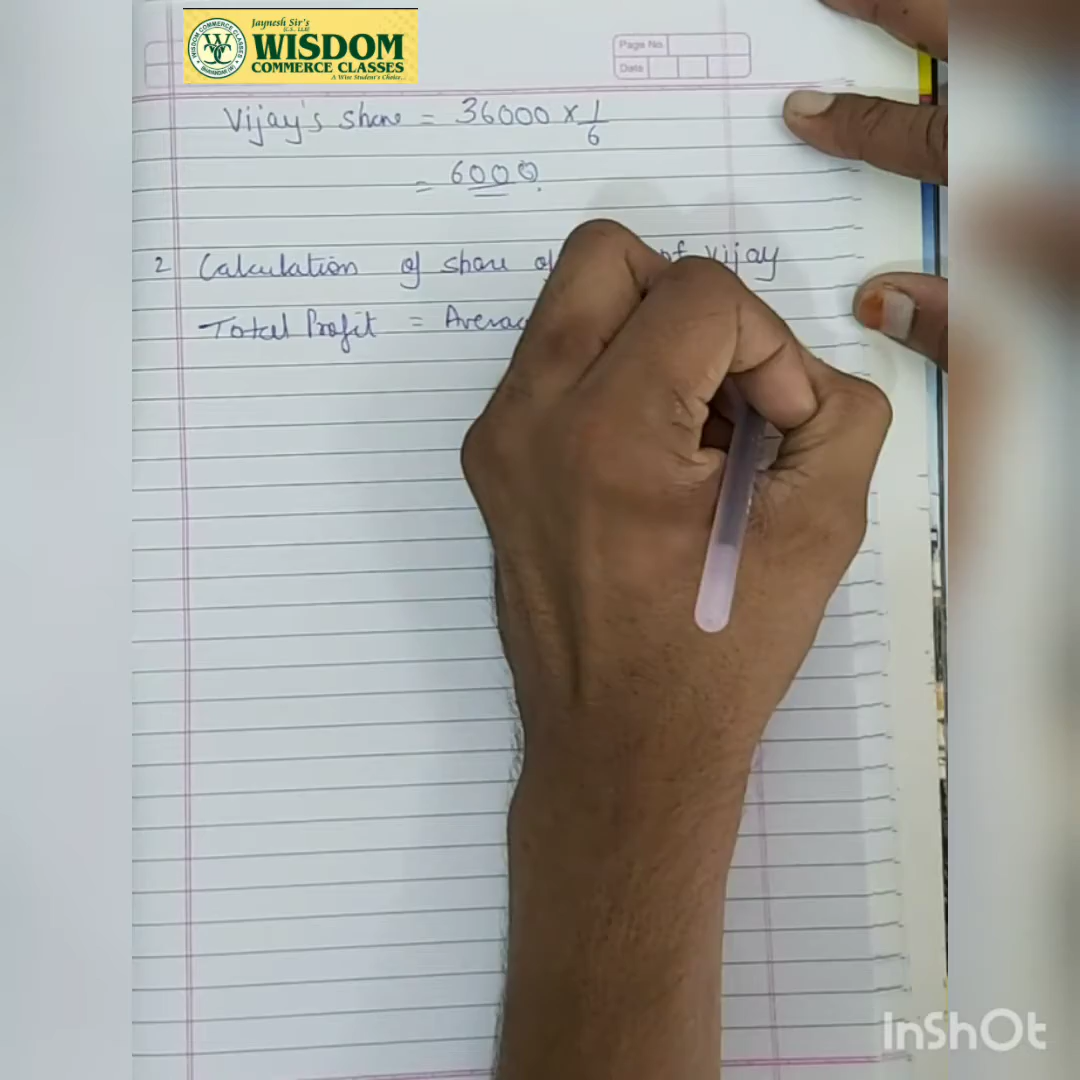 Jaynesh Sir's
WISDOM
COMMERCE CLASSES
A Wise Student's Choice...
Page No.
Date
Vijay's share = 36000 × 1/6
= 6000
2 Calculation of share of of Vijay
Total Profit =
InShOt